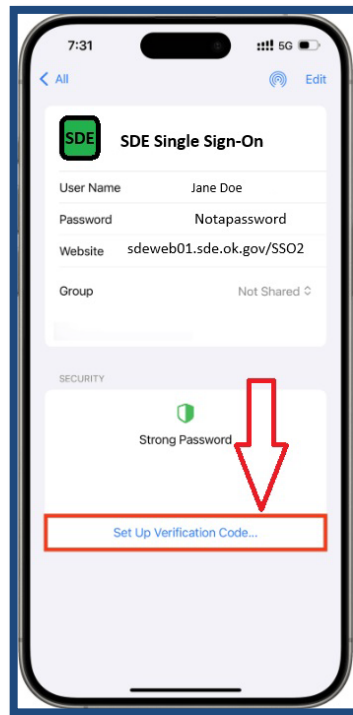 7:31 5G
All Edit
SDE SDE Single Sign-On
User Name Jane Doe
Password Notapassword
Website sdeweb01.sde.ok.gov/SSO2
Group Not Shared
SECURITY
Strong Password
Set Up Verification Code...